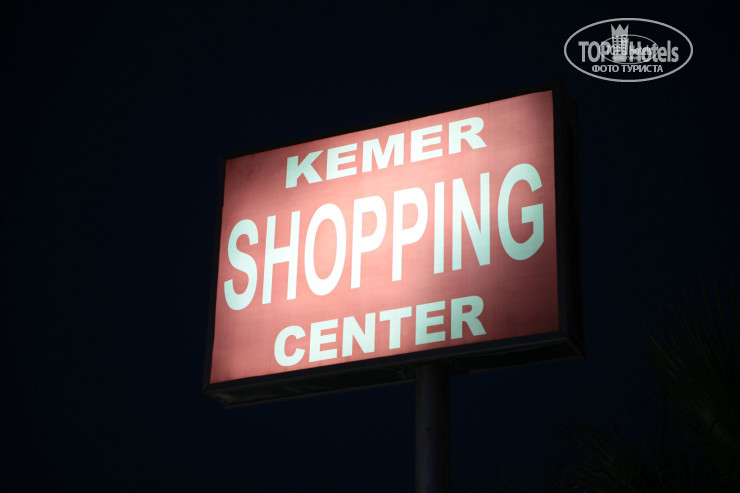 TOP Hotels
ФОТО ТУРИСТА
KEMER
SHOPPING
CENTER